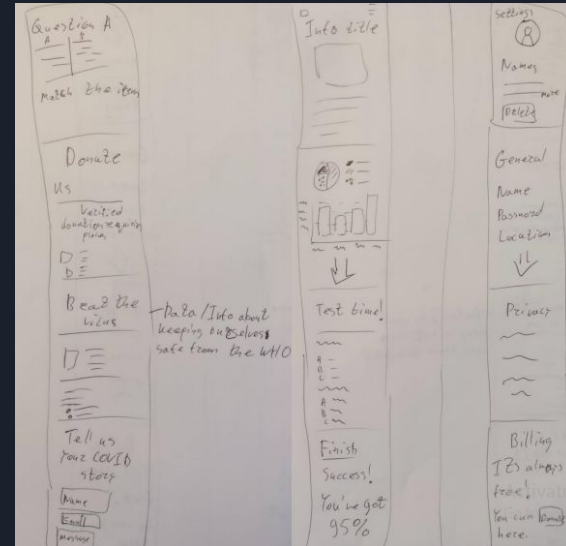 Question A
A B
Match the item
Donate
Us
Verified
D
D
Beat the
virus
Data/Info about
keeping ourselves
safe from the WHO
Tell us
Your COVID
story
Name
Email
Message
Info title
Test time!
A
B
C
A
B
C
Finish
Success!
You've got
95%
Settings
Names
more
Delete
General
Name
Password
Location
Privacy
Billing
It's always
free!
You can Donate
here.